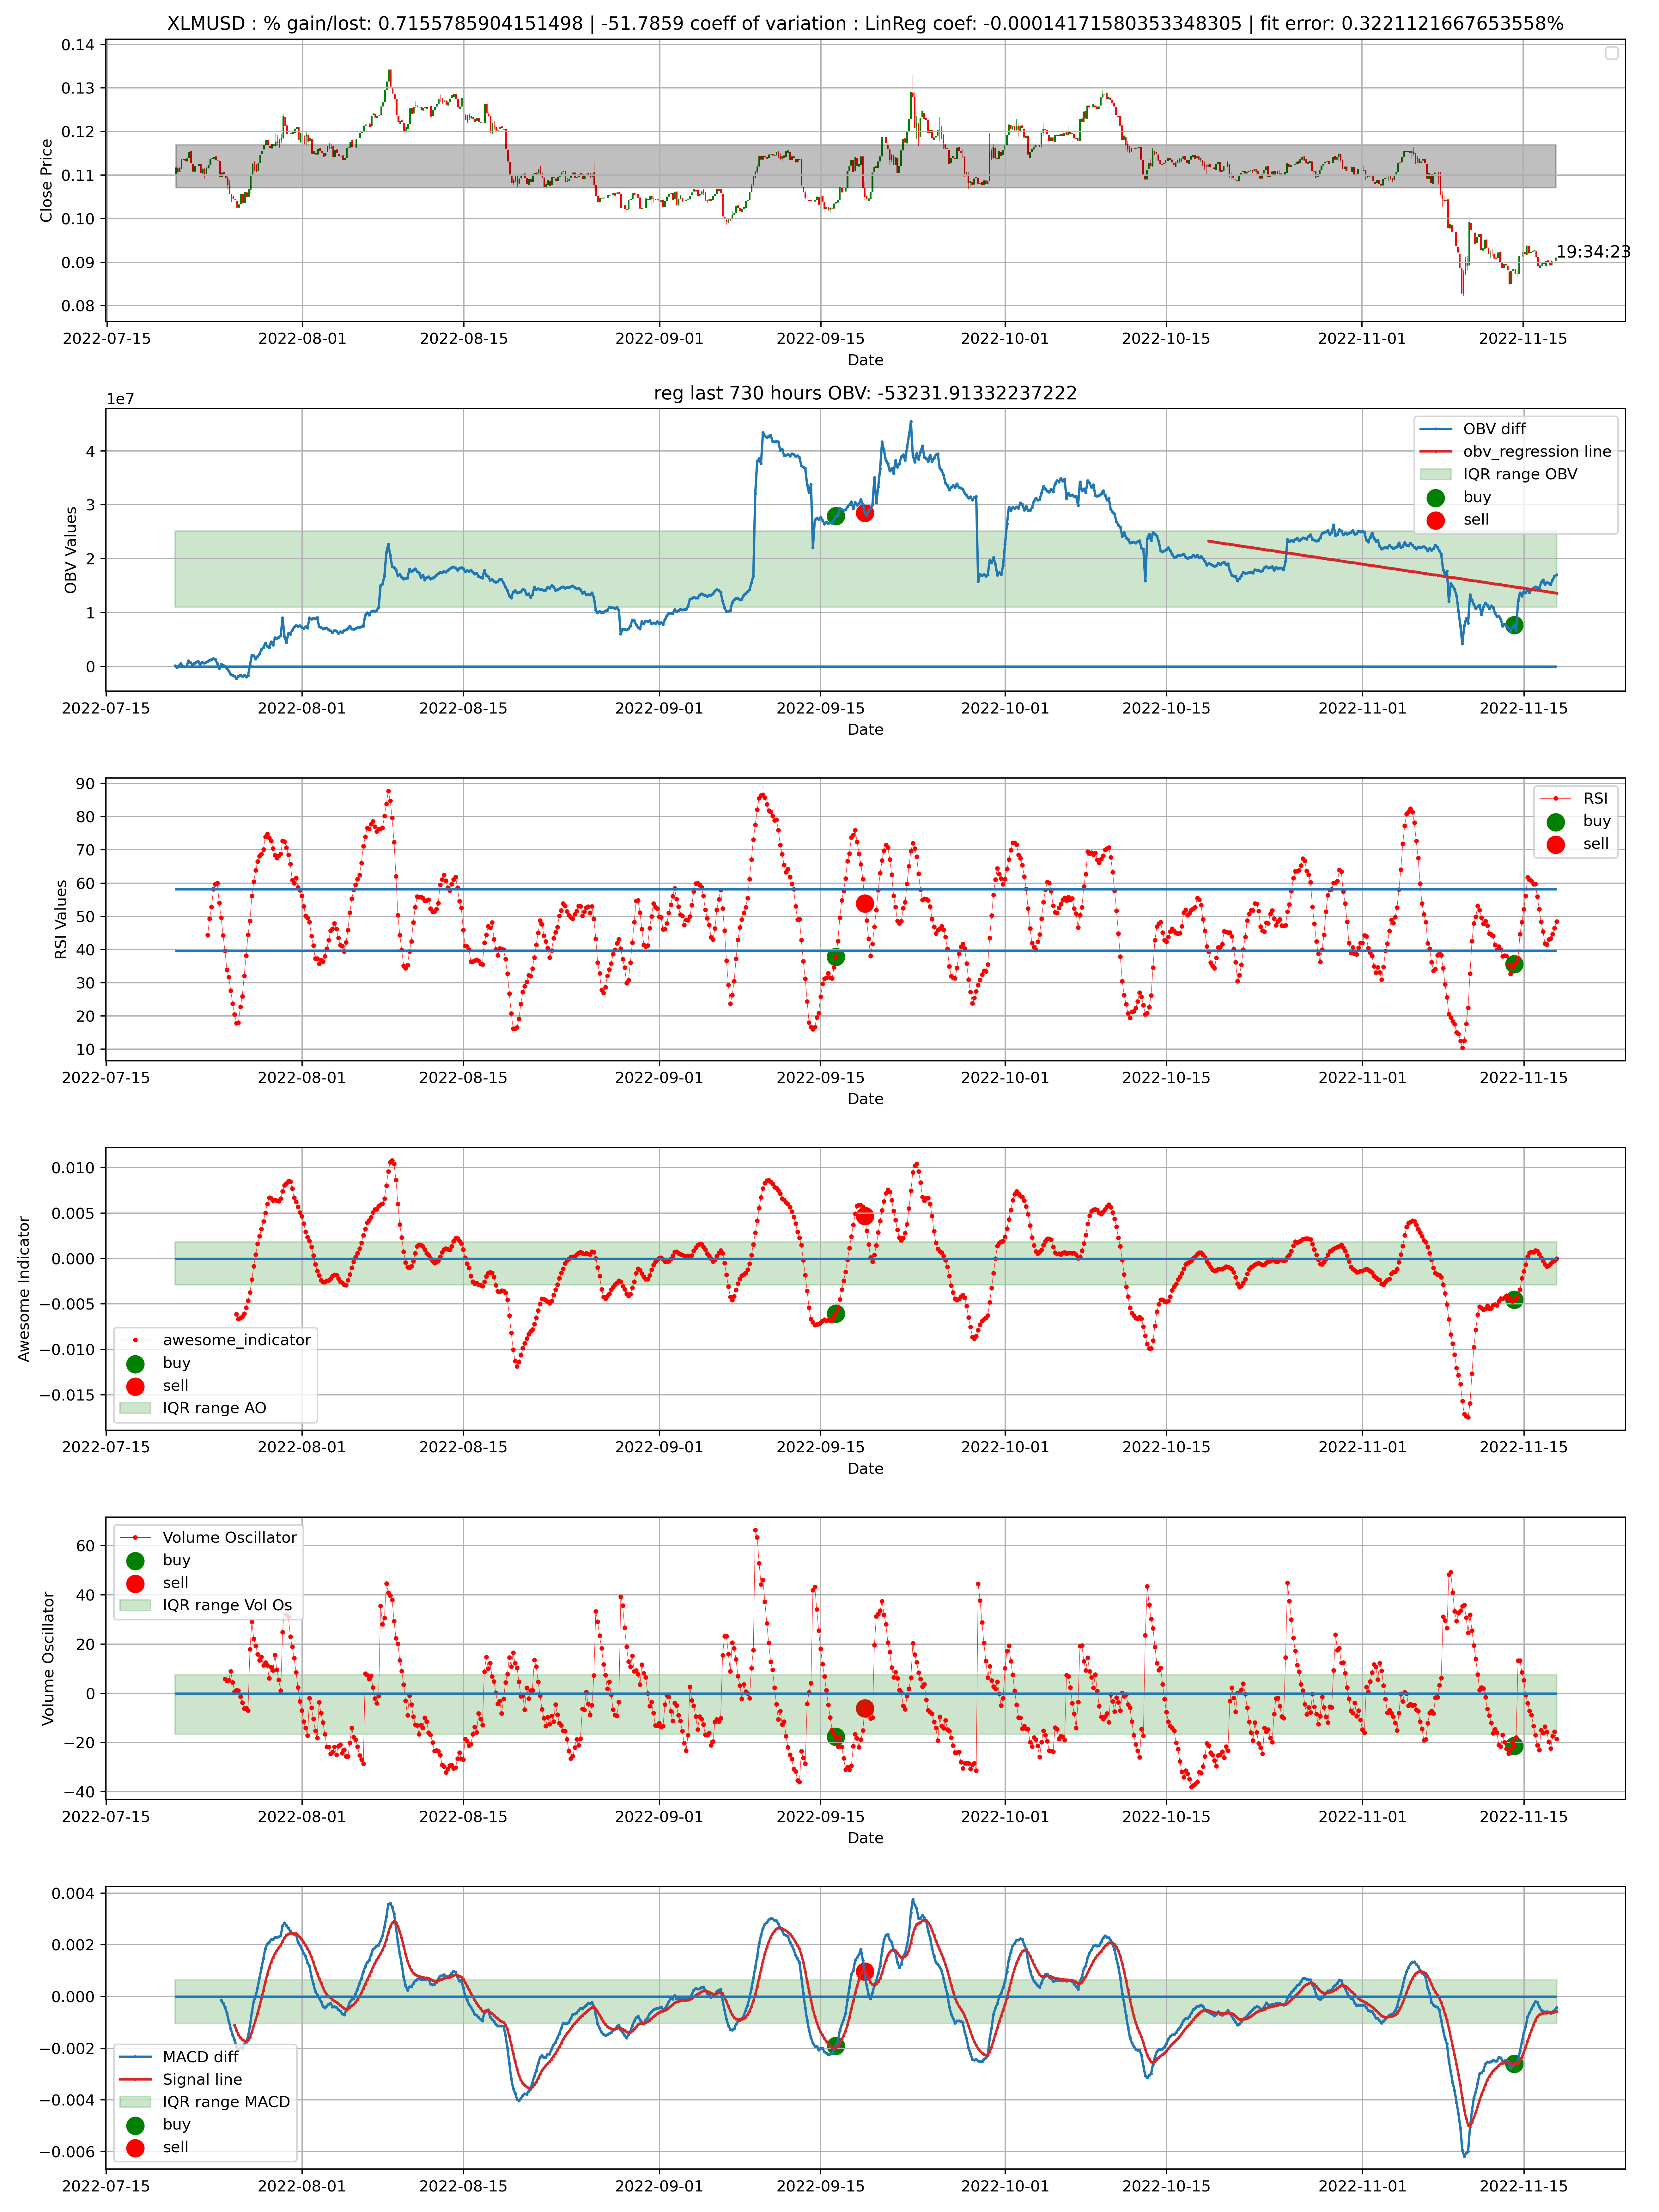 XLMUSD : % gain/lost: 0.7155785904151498 | -51.7859 coeff of variation : LinReg coef: -0.00014171580353348305 | fit error: 0.3221121667653558%
0.14
0.13
0.12
0.11
0.10
0.09
0.08
Close Price
19:34:23
2022-07-15 2022-08-01 2022-08-15 2022-09-01 2022-09-15 2022-10-01 2022-10-15 2022-11-01 2022-11-15
Date
reg last 730 hours OBV: -53231.91332237222
1e7
4
3
2
1
0
OBV Values
OBV diff
obv_regression line
IQR range OBV
buy
sell
2022-07-15 2022-08-01 2022-08-15 2022-09-01 2022-09-15 2022-10-01 2022-10-15 2022-11-01 2022-11-15
Date
90
80
70
60
50
40
30
20
10
RSI Values
RSI
buy
sell
2022-07-15 2022-08-01 2022-08-15 2022-09-01 2022-09-15 2022-10-01 2022-10-15 2022-11-01 2022-11-15
Date
0.010
0.005
0.000
−0.005
−0.010
−0.015
Awesome Indicator
awesome_indicator
buy
sell
IQR range AO
2022-07-15 2022-08-01 2022-08-15 2022-09-01 2022-09-15 2022-10-01 2022-10-15 2022-11-01 2022-11-15
Date
60
40
20
0
−20
−40
Volume Oscillator
Volume Oscillator
buy
sell
IQR range Vol Os
2022-07-15 2022-08-01 2022-08-15 2022-09-01 2022-09-15 2022-10-01 2022-10-15 2022-11-01 2022-11-15
Date
0.004
0.002
0.000
−0.002
−0.004
−0.006
MACD diff
Signal line
IQR range MACD
buy
sell
2022-07-15 2022-08-01 2022-08-15 2022-09-01 2022-09-15 2022-10-01 2022-10-15 2022-11-01 2022-11-15